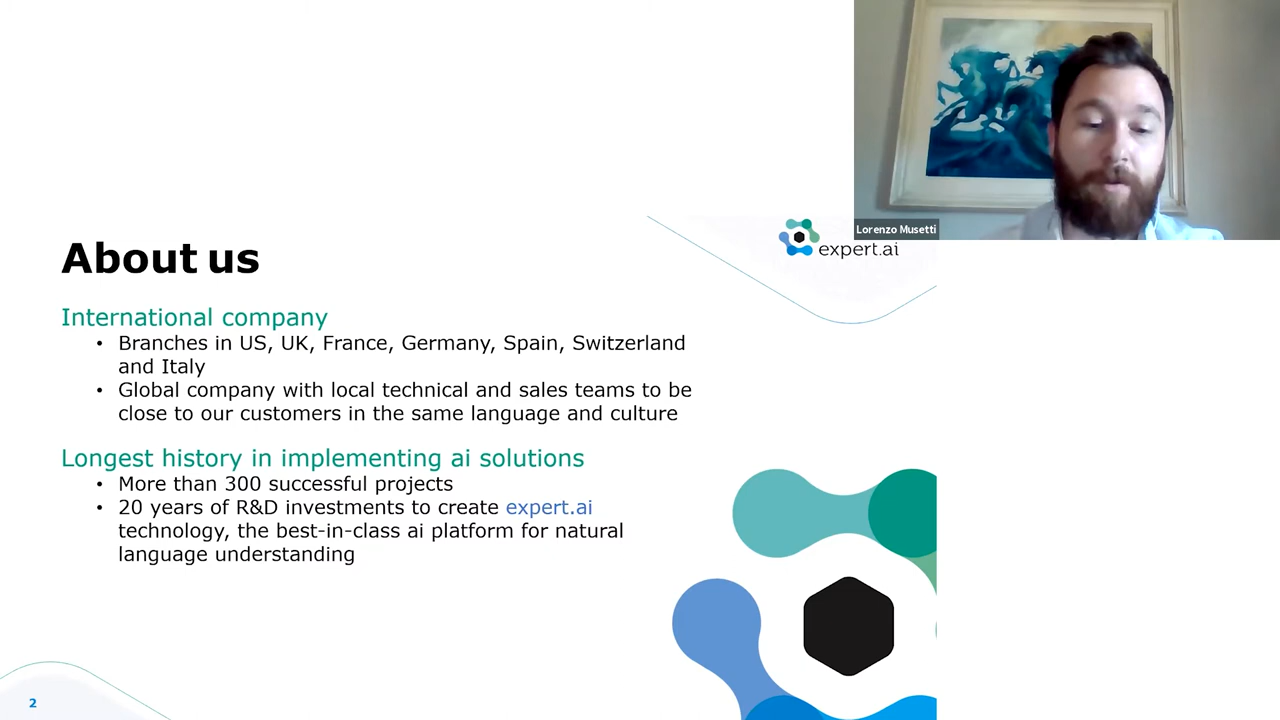 Lorenzo Musetti
expert.ai
About us
International company
• Branches in US, UK, France, Germany, Spain, Switzerland
and Italy
• Global company with local technical and sales teams to be
close to our customers in the same language and culture
Longest history in implementing ai solutions
• More than 300 successful projects
• 20 years of R&D investments to create expert.ai
technology, the best-in-class ai platform for natural
language understanding
2